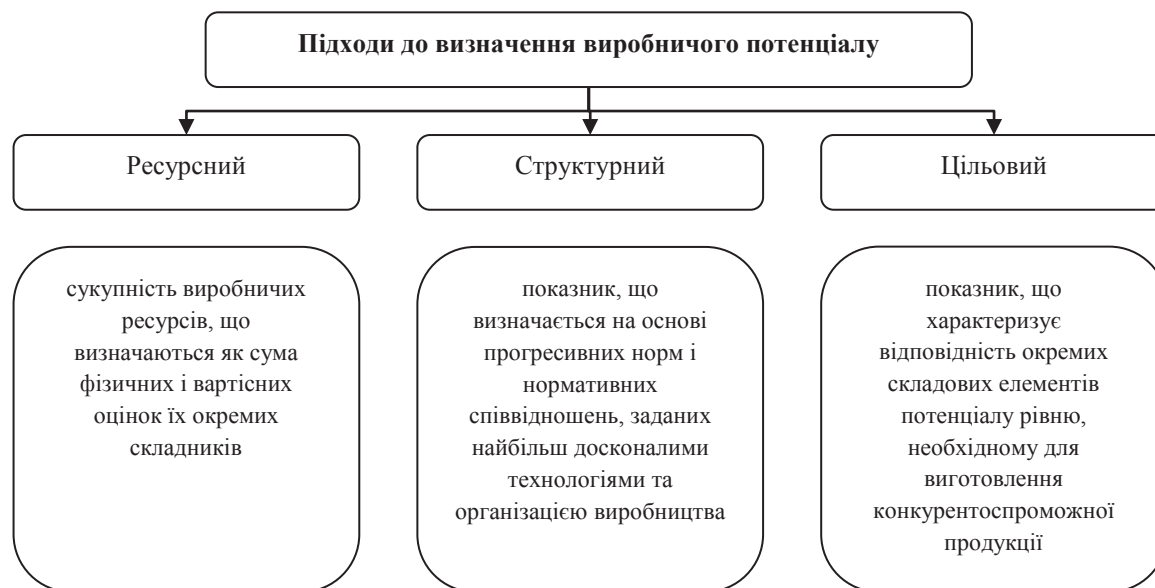 Підходи до визначення виробничого потенціалу
Ресурсний
Структурний
Цільовий
сукупність виробничих
ресурсів, що
визначаються як сума
фізичних і вартісних
оцінок їх окремих
складників
показник, що
визначається на основі
прогресивних норм і
нормативних
співвідношень, заданих
найбільш досконалими
технологіями та
організацією виробництва
показник, що
характеризує
відповідність окремих
складових елементів
потенціалу рівню,
необхідному для
виготовлення
конкурентоспроможної
продукції